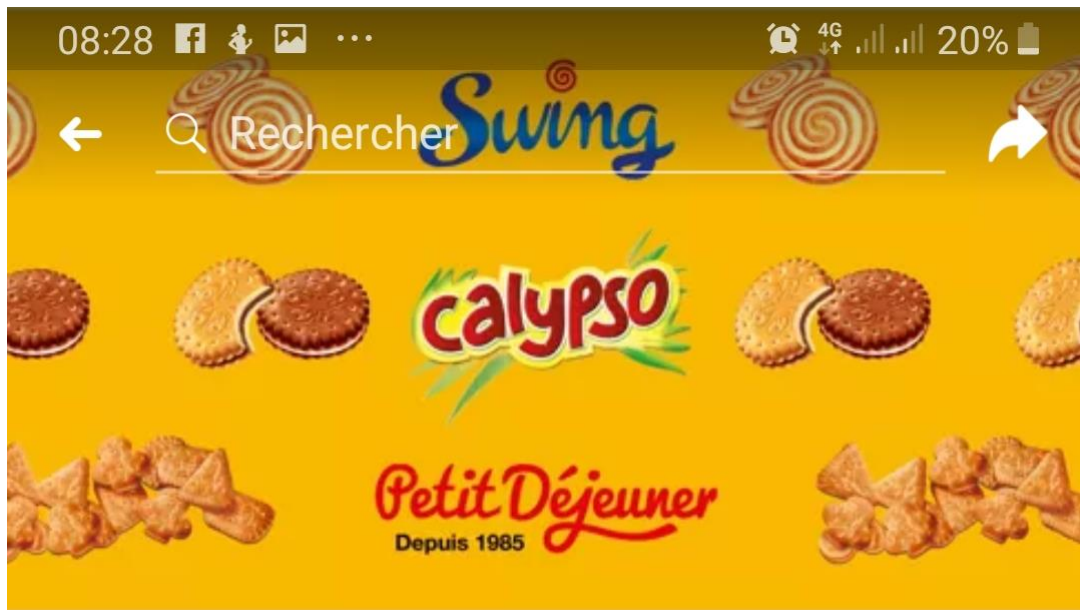 08:28 ... 4G 20%
Rechercher
Swing
calypso
Petit Déjeuner
Depuis 1985